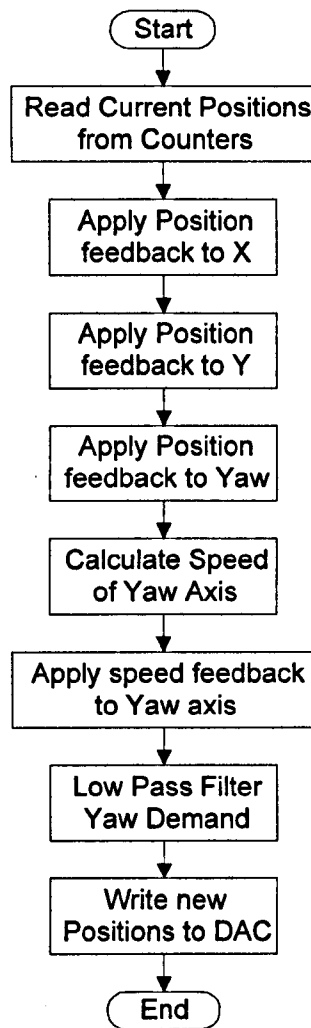 Start
Read Current Positions
from Counters
Apply Position
feedback to X
Apply Position
feedback to Y
Apply Position
feedback to Yaw
Calculate Speed
of Yaw Axis
Apply speed feedback
to Yaw axis
Low Pass Filter
Yaw Demand
Write new
Positions to DAC
End